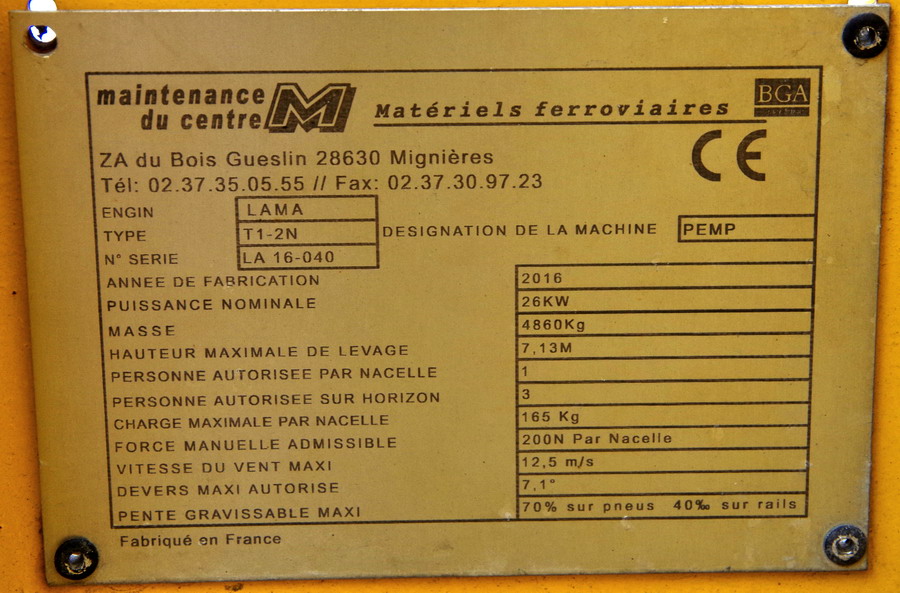 maintenance
du centre M
Matériels ferroviaires
BGA
CE
ZA du Bois Gueslin 28630 Mignières
Tél: 02.37.35.05.55 // Fax: 02.37.30.97.23
ENGIN LAMA
TYPE T1-2N DESIGNATION DE LA MACHINE PEMP
N° SERIE LA 16-040
ANNEE DE FABRICATION 2016
PUISSANCE NOMINALE 26KW
MASSE 4860Kg
HAUTEUR MAXIMALE DE LEVAGE 7,13M
PERSONNE AUTORISEE PAR NACELLE 1
PERSONNE AUTORISEE SUR HORIZON 3
CHARGE MAXIMALE PAR NACELLE 165 Kg
FORCE MANUELLE ADMISSIBLE 200N Par Nacelle
VITESSE DU VENT MAXI 12,5 m/s
DEVERS MAXI AUTORISE 7,1°
PENTE GRAVISSABLE MAXI 70% sur pneus 40‰ sur rails
Fabriqué en France